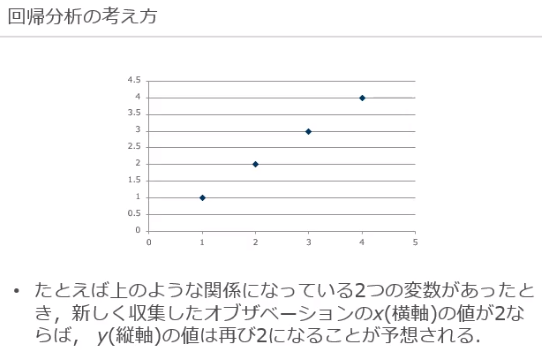 回帰分析の考え方
4.5
4
3.5
3
2.5
2
1.5
1
0.5
0
0 1 2 3 4 5
• たとえば上のような関係になっている2つの変数があったと
き，新しく収集したオブザベーションのx(横軸)の値が2な
らば， y(縦軸)の値は再び2になることが予想される．